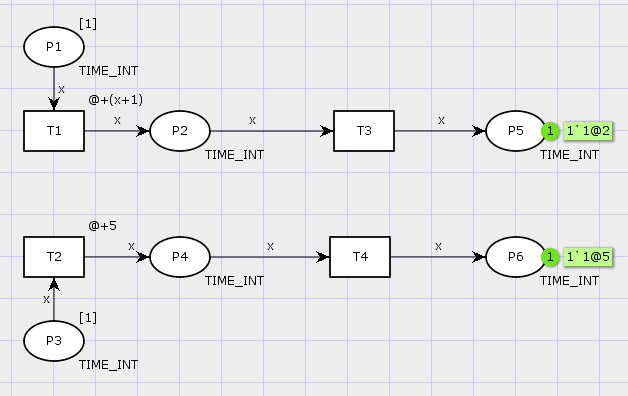 [1]
P1
TIME_INT
x
@+(x+1)
T1
x
P2
x
T3
x
P5
1
1`1@2
TIME_INT
TIME_INT
@+5
T2
x
P4
x
T4
x
P6
1
1`1@5
TIME_INT
TIME_INT
x
[1]
P3
TIME_INT